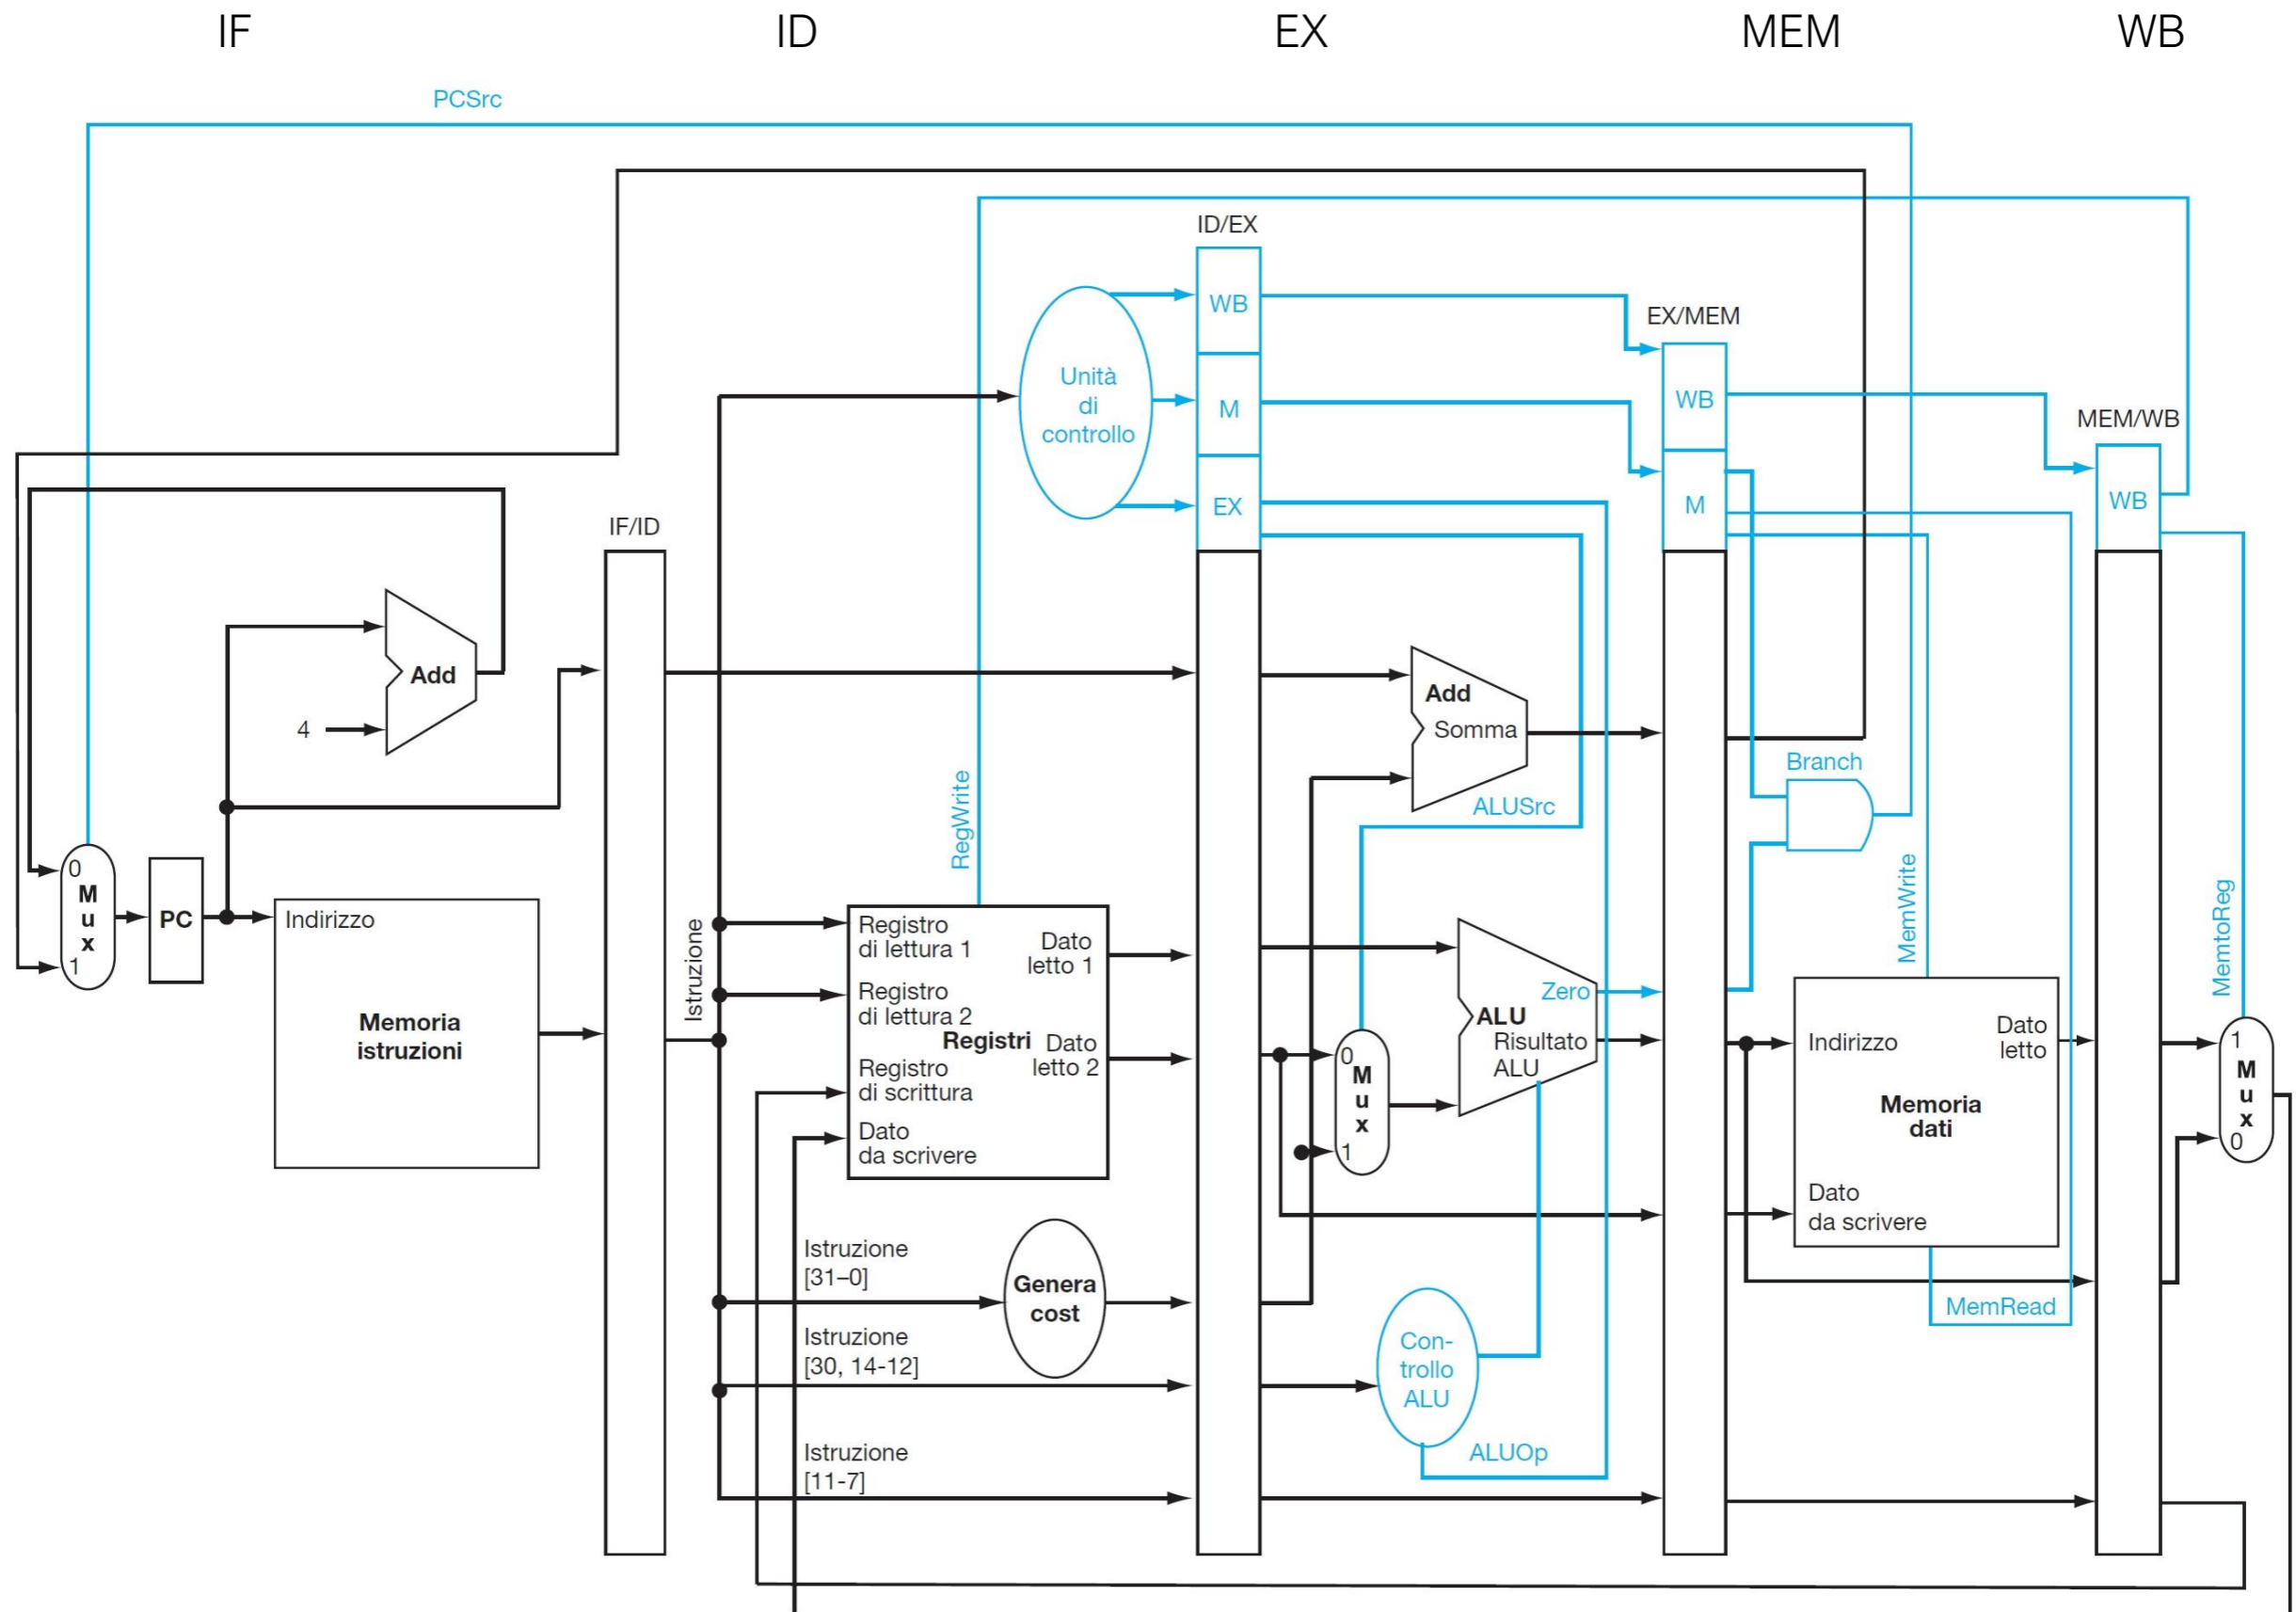 IF
ID
EX
MEM
WB
PCSrc
ID/EX
WB
Unità
di
controllo
M
EX
EX/MEM
WB
M
MEM/WB
WB
IF/ID
Add
4
Add
Somma
Branch
ALUSrc
RegWrite
MemWrite
MemtoReg
0
M
u
x
1
PC
Indirizzo
Memoria
istruzioni
Istruzione
Registro
di lettura 1
Registro
di lettura 2
Registri
Registro
di scrittura
Dato
da scrivere
Dato
letto 1
Dato
letto 2
0
M
u
x
1
Zero
ALU
Risultato
ALU
Indirizzo
Dato
letto
Memoria
dati
Dato
da scrivere
MemRead
1
M
u
x
0
Istruzione
[31–0]
Genera
cost
Istruzione
[30, 14-12]
Con-
trollo
ALU
ALUOp
Istruzione
[11-7]